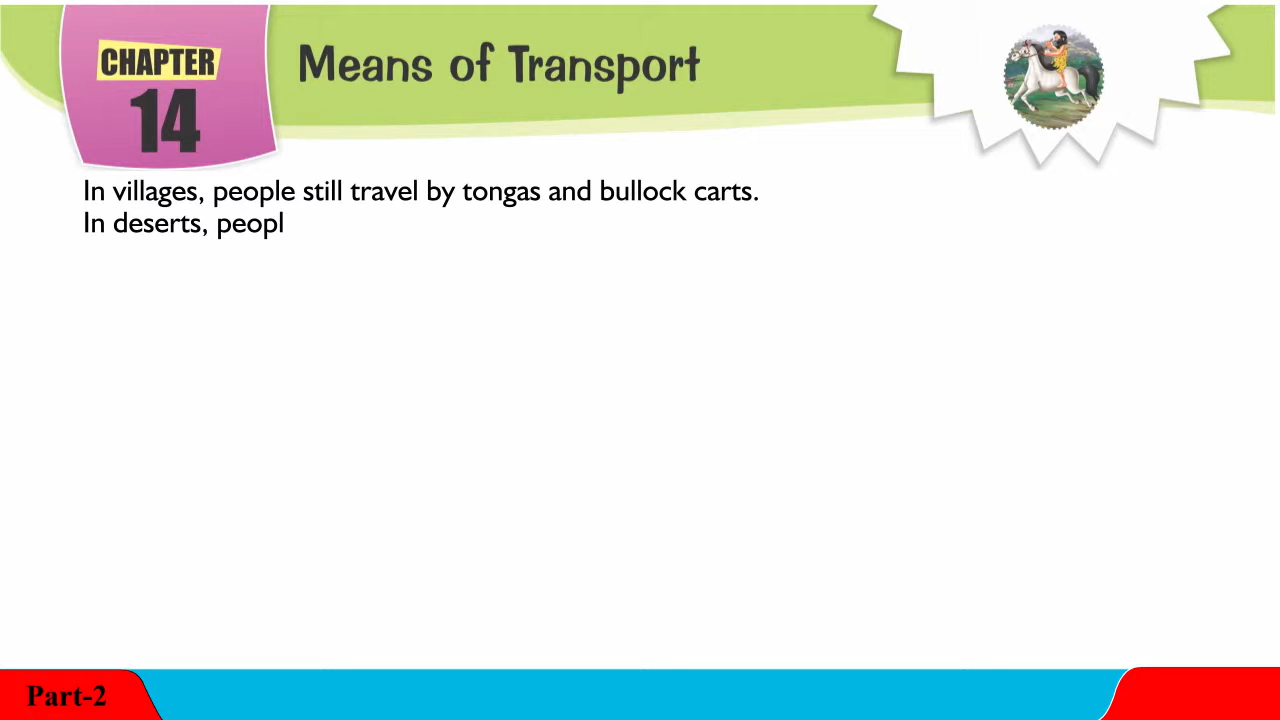 CHAPTER
14
Means of Transport
In villages, people still travel by tongas and bullock carts.
In deserts, peopl
Part-2